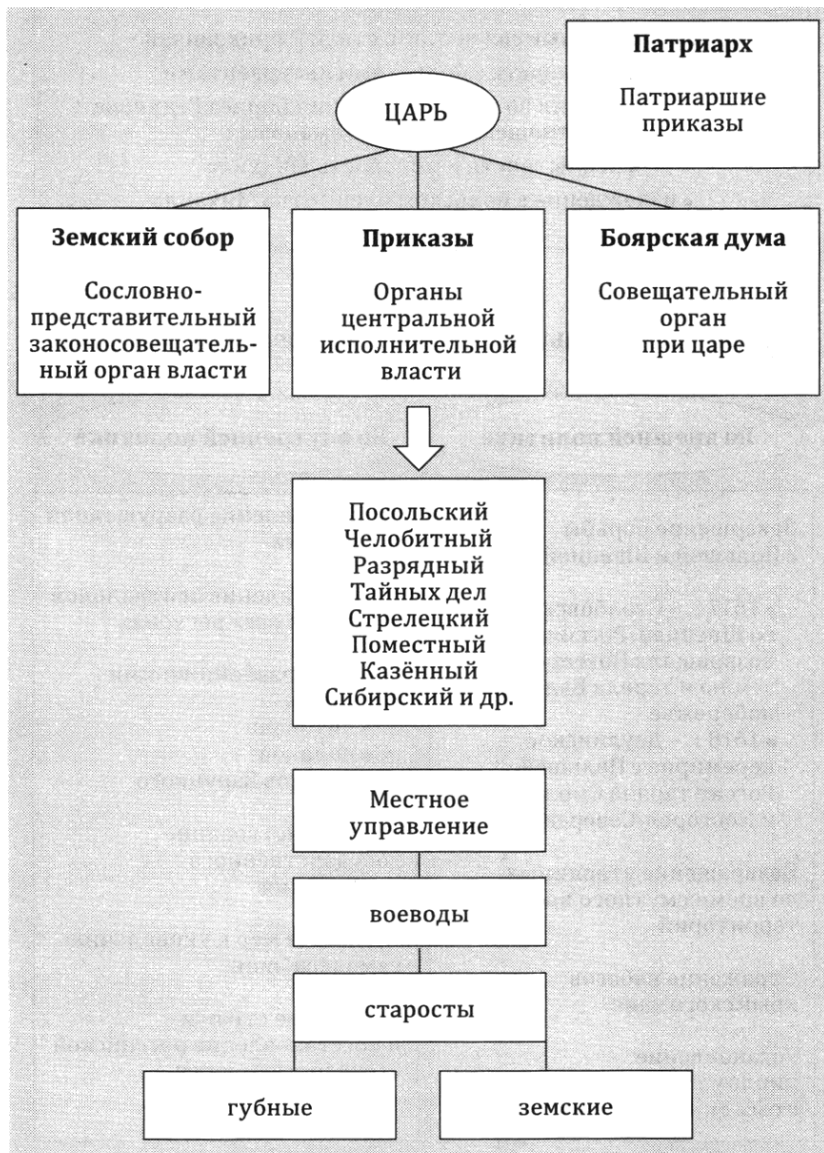 Патриарх
Патриаршие
приказы
ЦАРЬ
Земский собор
Сословно-
представительный
законосовещатель-
ный орган власти
Приказы
Органы
центральной
исполнительной
власти
Боярская дума
Совещательный
орган
при царе
Посольский
Челобитный
Разрядный
Тайных дел
Стрелецкий
Поместный
Казённый
Сибирский и др.
Местное
управление
воеводы
старосты
губные
земские